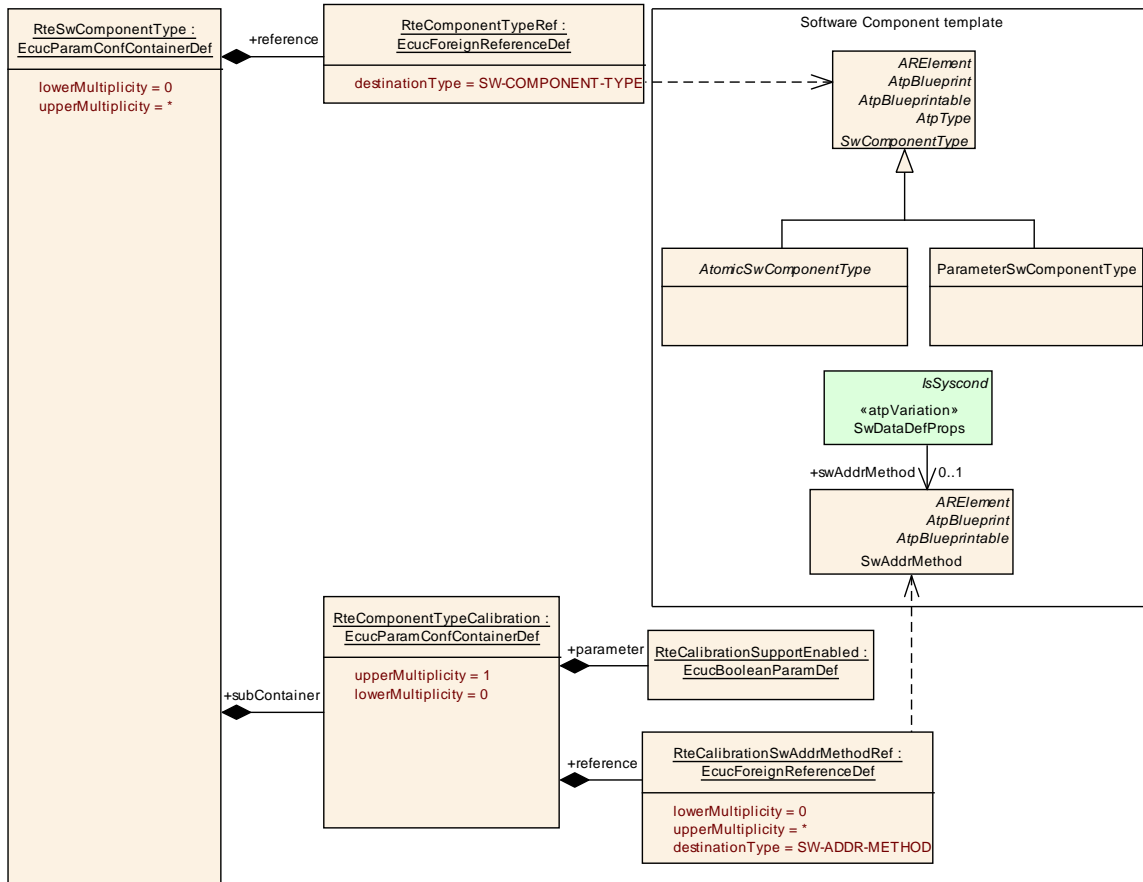 RteSwComponentType :
EcucParamConfContainerDef
lowerMultiplicity = 0
upperMultiplicity = *
+reference
RteComponentTypeRef :
EcucForeignReferenceDef
destinationType = SW-COMPONENT-TYPE
Software Component template
ARElement
AtpBlueprint
AtpBlueprintable
AtpType
SwComponentType
AtomicSwComponentType
ParameterSwComponentType
IsSyscond
«atpVariation»
SwDataDefProps
+swAddrMethod
0..1
ARElement
AtpBlueprint
AtpBlueprintable
SwAddrMethod
+subContainer
RteComponentTypeCalibration :
EcucParamConfContainerDef
upperMultiplicity = 1
lowerMultiplicity = 0
+parameter
RteCalibrationSupportEnabled :
EcucBooleanParamDef
+reference
RteCalibrationSwAddrMethodRef :
EcucForeignReferenceDef
lowerMultiplicity = 0
upperMultiplicity = *
destinationType = SW-ADDR-METHOD